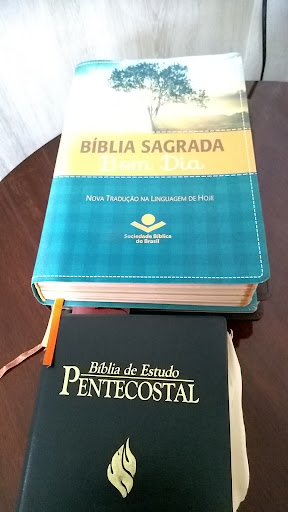 BÍBLIA SAGRADA
Bom Dia
NOVA TRADUÇÃO NA LINGUAGEM DE HOJE
Sociedade Bíblica
do Brasil
Bíblia de Estudo
PENTECOSTAL